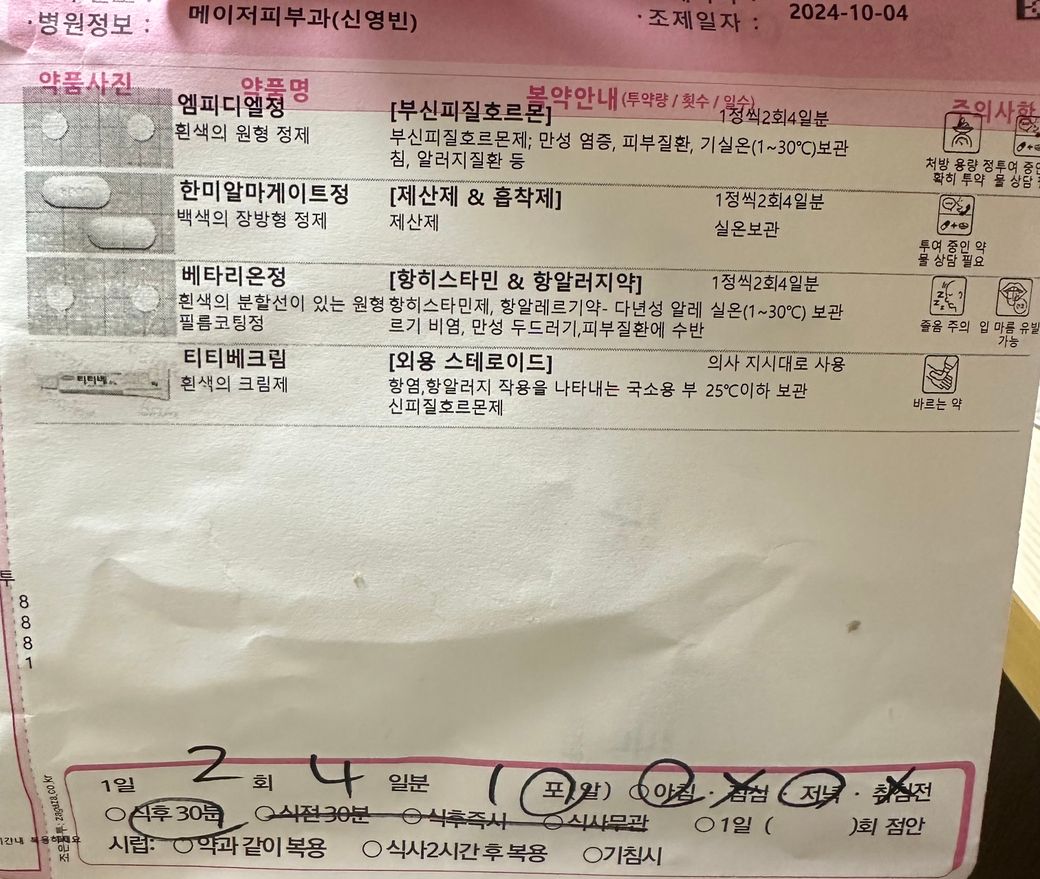 ·병원정보 : 메이저피부과(신영빈)
·조제일자 : 2024-10-04
약품사진 약품명 복약안내(투약량 / 횟수 / 일수) 주의사항
엠피디엘정 [부신피질호르몬] 1정씩2회4일분
흰색의 원형 정제 부신피질호르몬제; 만성 염증, 피부질환, 기 실온(1~30℃)보관
침, 알러지질환 등
처방 용량 정 투여 중인
확히 투약 물 상담
한미알마게이트정 [제산제 & 흡착제] 1정씩2회4일분
백색의 장방형 정제 제산제 실온보관
투여 중인 약
물 상담 필요
베타리온정 [항히스타민 & 항알러지약] 1정씩2회4일분
흰색의 분할선이 있는 원형 항히스타민제, 항알레르기약- 다년성 알레 실온(1~30℃) 보관
필름코팅정 르기 비염, 만성 두드러기,피부질환에 수반
졸음 주의 입 마름 유발
가능
티티베크림 [외용 스테로이드] 의사 지시대로 사용
흰색의 크림제 항염,항알러지 작용을 나타내는 국소용 부 25℃이하 보관
신피질호르몬제
바르는 약
티티베
투
8
8
8
1
1일 2 회 4 일분 1 포(알) 아침 · 점심 · 저녁 · 취침전
식후 30분 식전 30분 식후즉시 식사무관 1일 ( )회 점안
시럽: 약과 같이 복용 식사2시간 후 복용 기침시